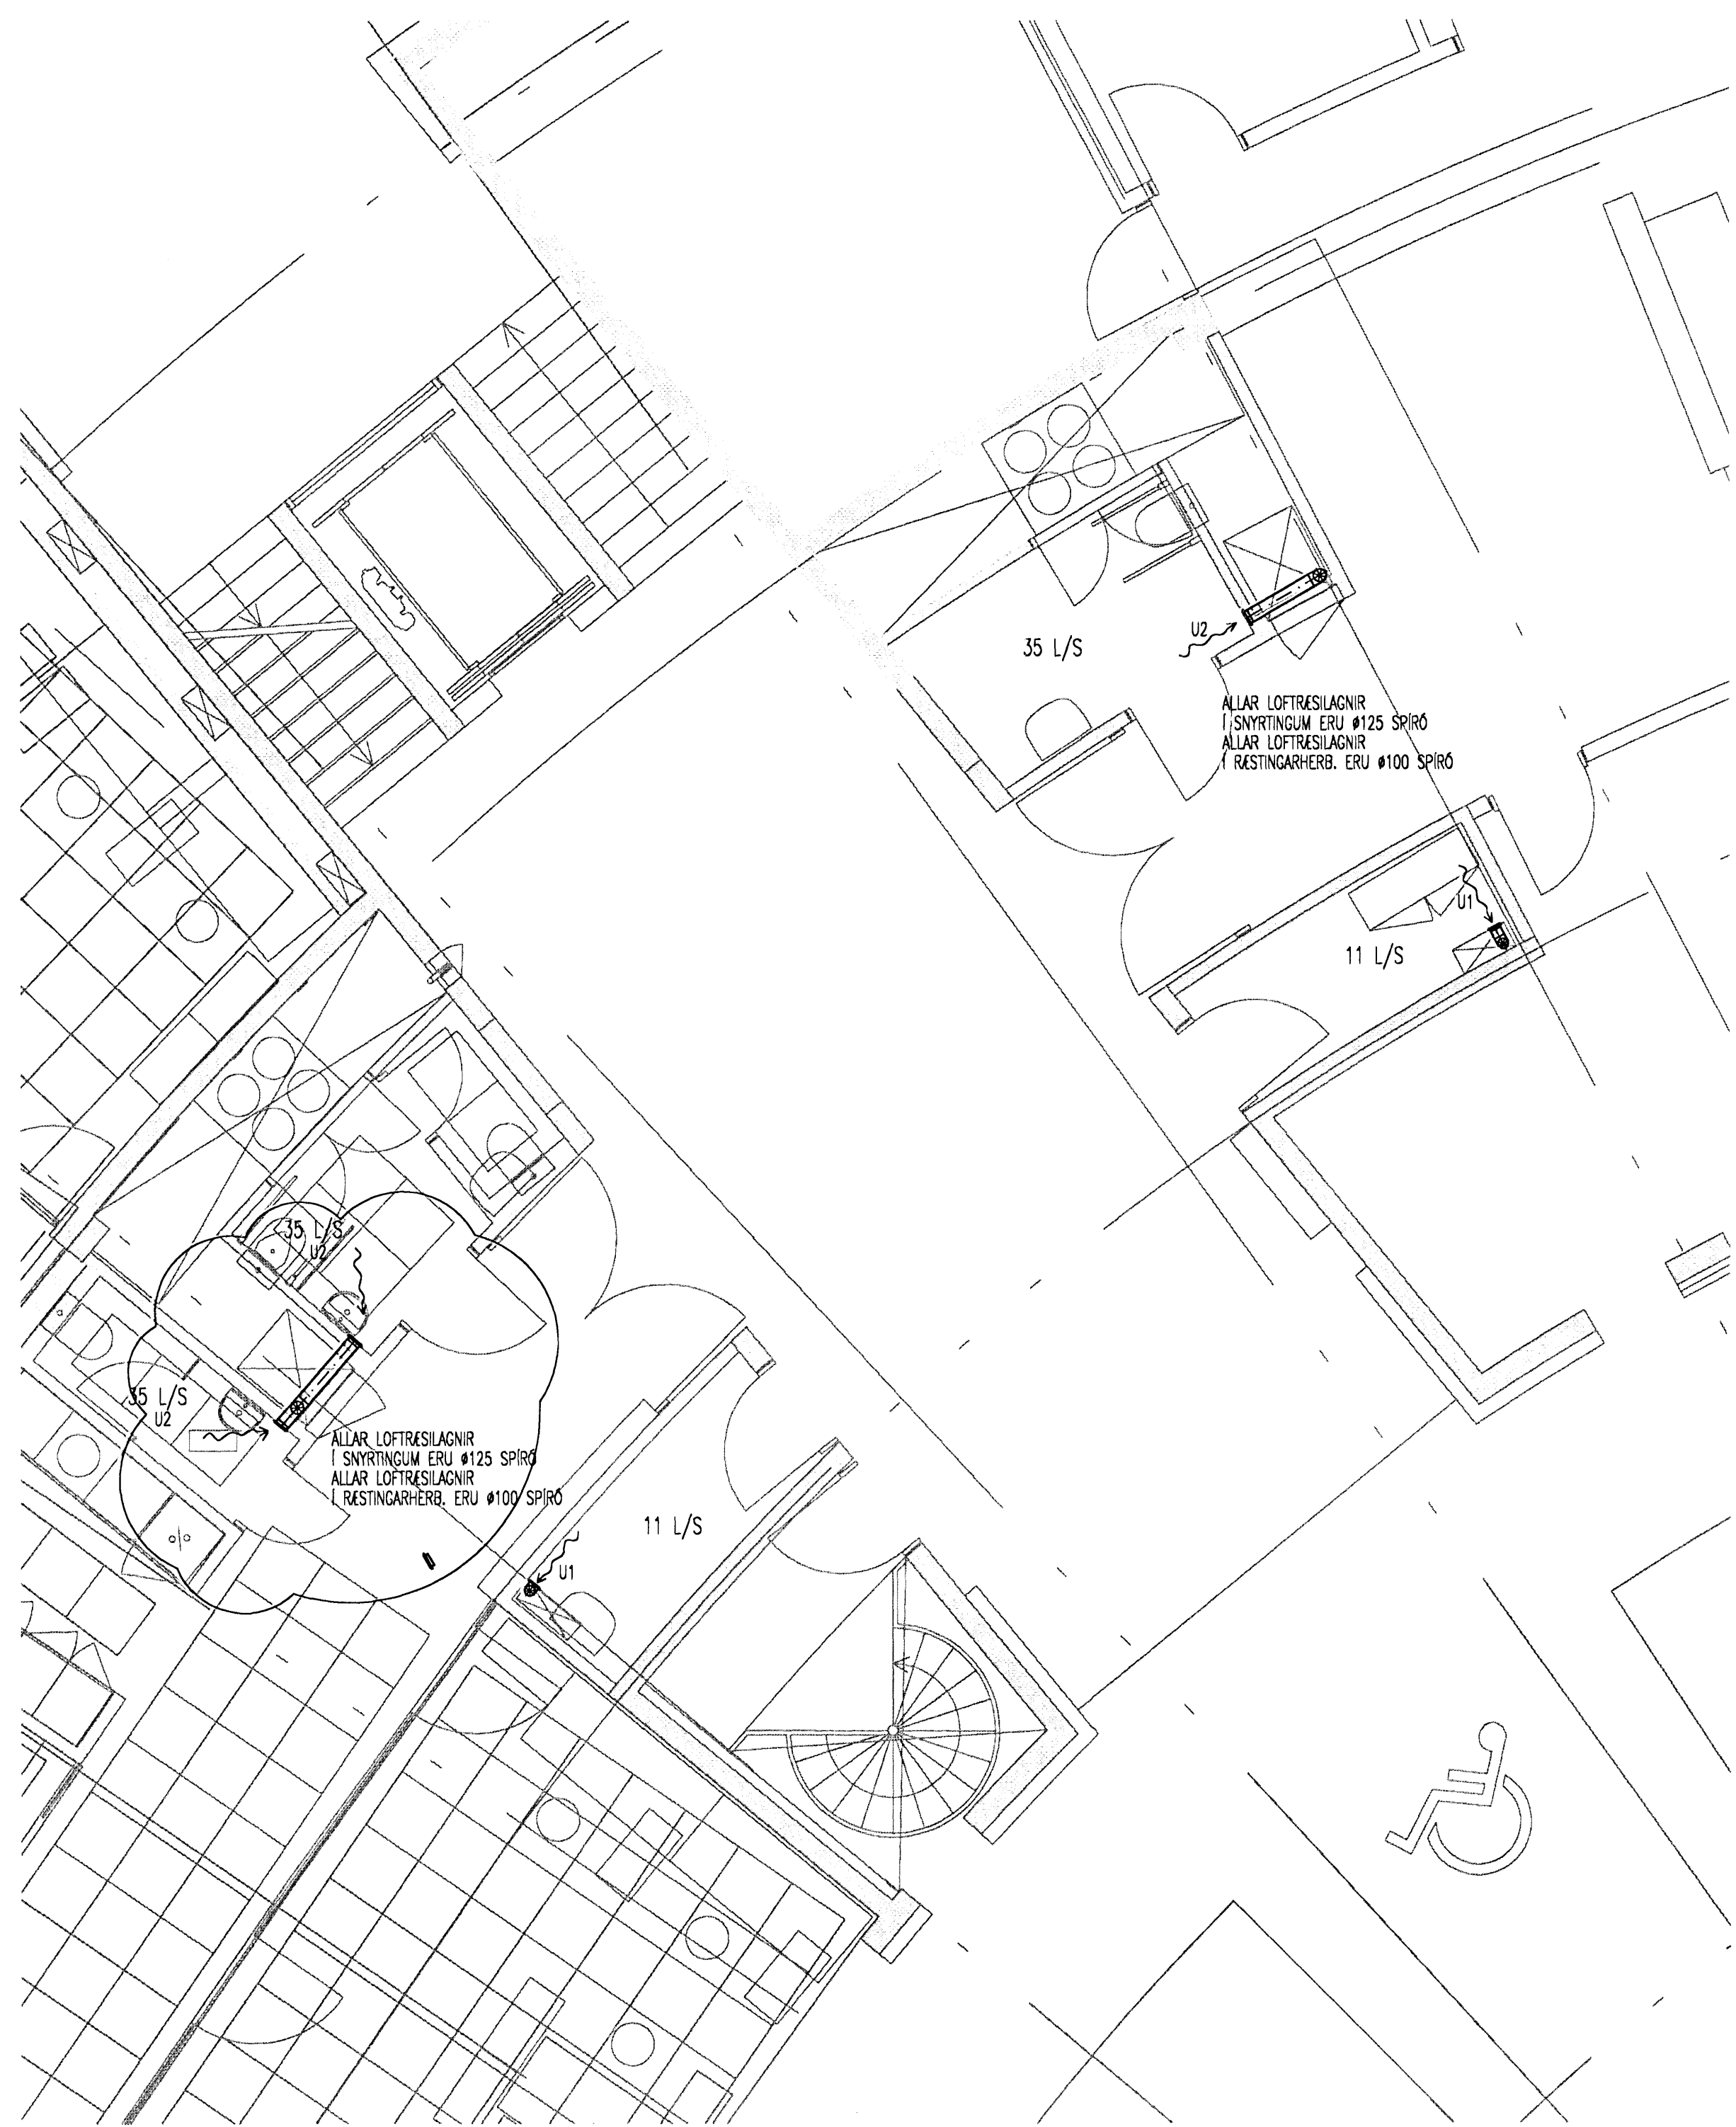 35 L/S
U2
ALLAR LOFTRÆSILAGNIR
Í SNYRTINGUM ERU ø125 SPÍRÓ
ALLAR LOFTRÆSILAGNIR
Í RÆSTINGARHERB. ERU ø100 SPÍRÓ
U1
11 L/S
35 L/S
U2
35 L/S
U2
ALLAR LOFTRÆSILAGNIR
Í SNYRTINGUM ERU ø125 SPÍRÓ
ALLAR LOFTRÆSILAGNIR
Í RÆSTINGARHERB. ERU ø100 SPÍRÓ
11 L/S
U1